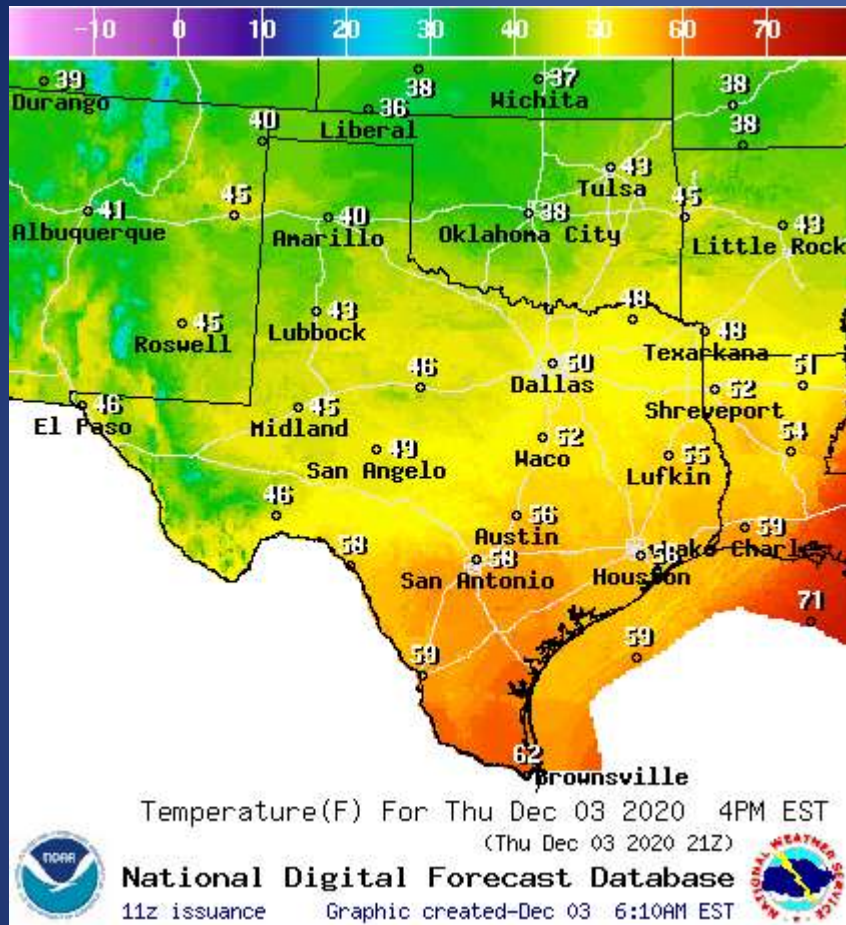 -10 0 10 20 30 40 50 60 70
39
Durango
38
36
Liberal
37
Wichita
38
38
40
43
Tulsa
41
Albuquerque
45
40
Amarillo
38
Oklahoma City
45
43
Little Rock
45
Roswell
43
Lubbock
48
48
Texarkana
46
50
Dallas
51
52
Shreveport
46
El Paso
45
Midland
49
San Angelo
52
Waco
55
Lufkin
54
46
56
Austin
59
Lake Charles
58
58
San Antonio
58
Houston
71
59
59
62
Brownsville
Temperature(F) For Thu Dec 03 2020 4PM EST
(Thu Dec 03 2020 21Z)
NOAA
National Digital Forecast Database
11z issuance Graphic created-Dec 03 6:10AM EST
NATIONAL WEATHER SERVICE